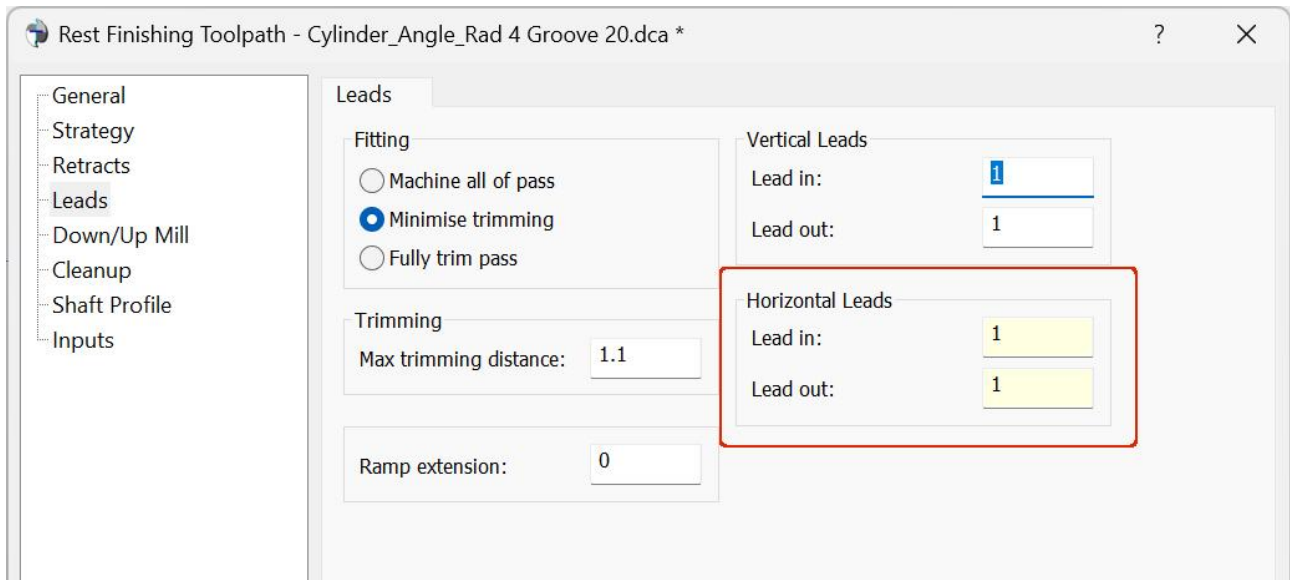 Rest Finishing Toolpath - Cylinder_Angle_Rad 4 Groove 20.dca *
?
General
Strategy
Retracts
Leads
Down/Up Mill
Cleanup
Shaft Profile
Inputs
Leads
Fitting
Machine all of pass
Minimise trimming
Fully trim pass
Trimming
Max trimming distance: 1.1
Ramp extension: 0
Vertical Leads
Lead in: 1
Lead out: 1
Horizontal Leads
Lead in: 1
Lead out: 1